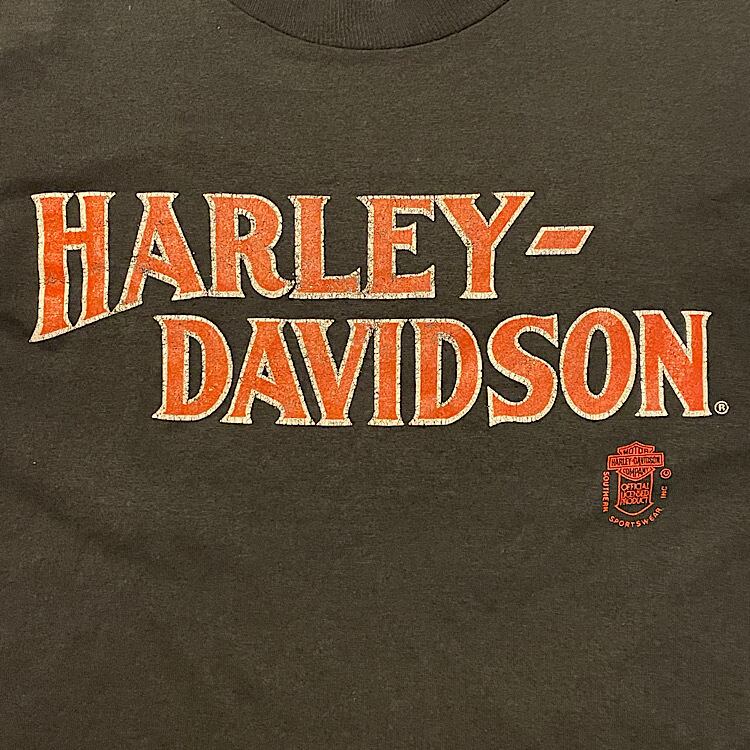 HARLEY-
DAVIDSON®
MOTOR
HARLEY-DAVIDSON
COMPANY
©
OFFICIAL
LICENSED
PRODUCT
SOUTHERN SPORTSWEAR INC